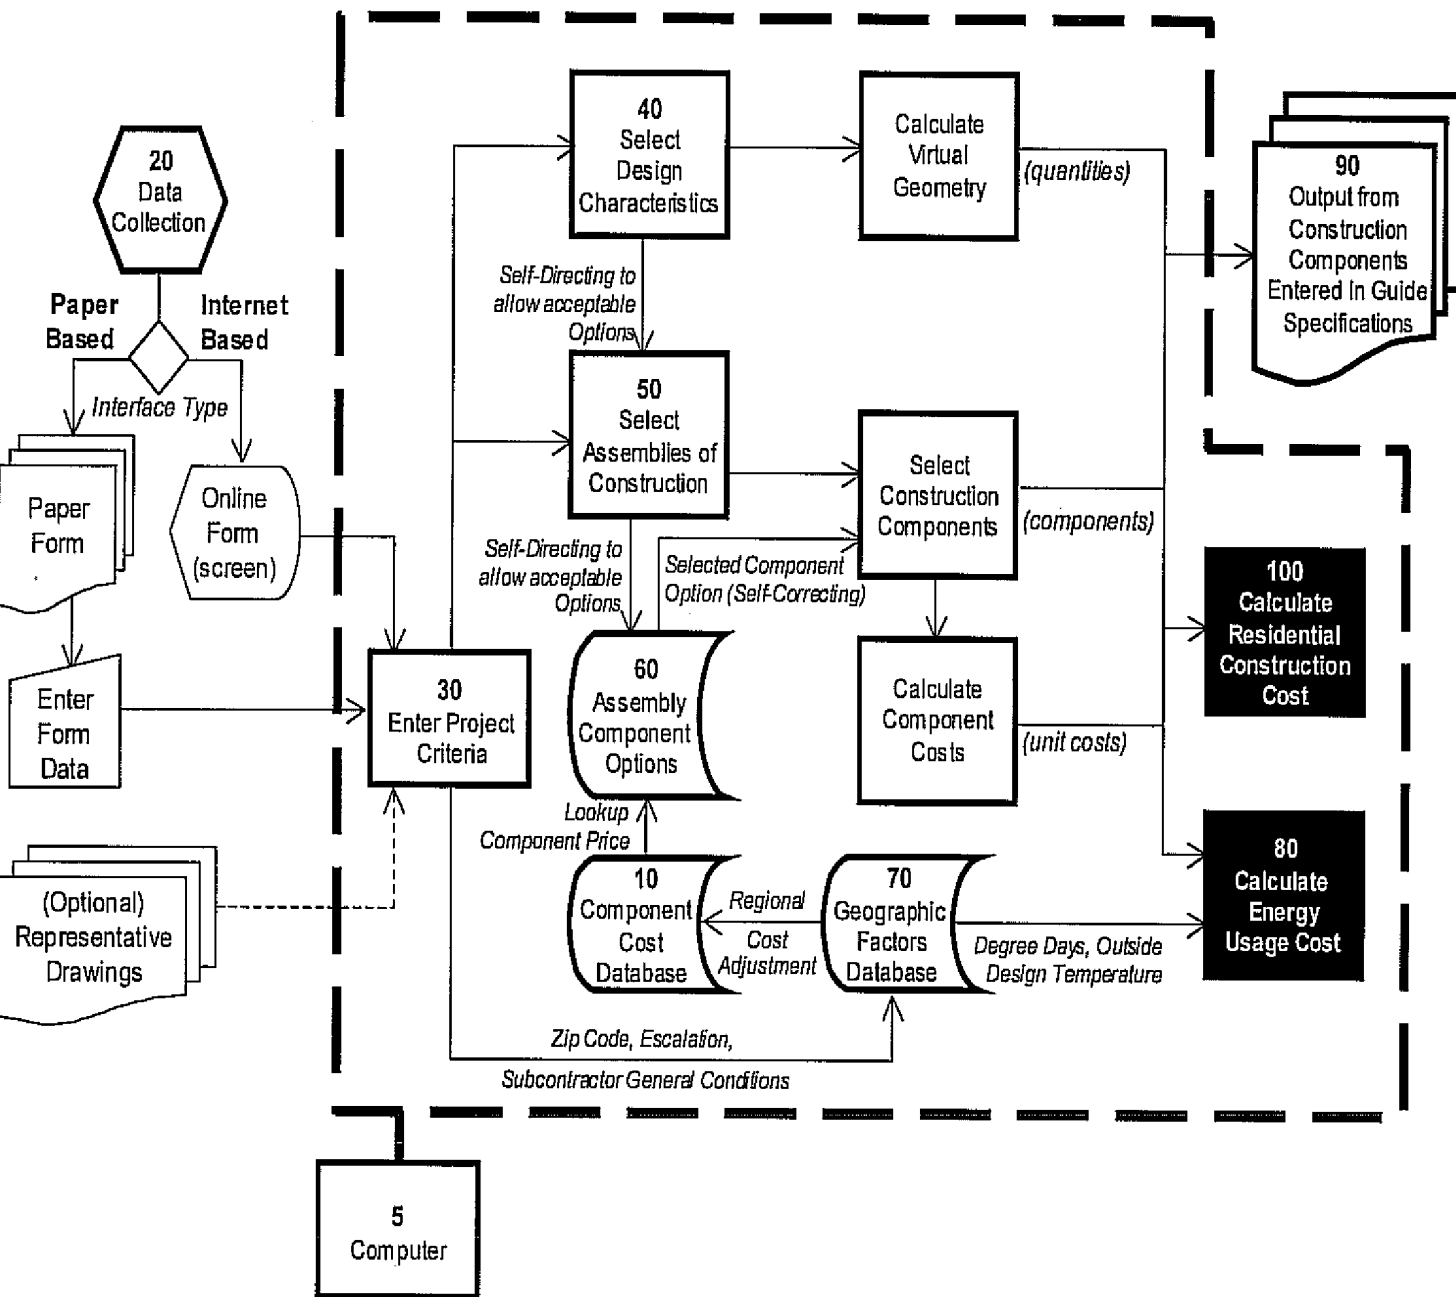 20
Data
Collection
Paper
Based
Internet
Based
Interface Type
Paper
Form
Online
Form
(screen)
Enter
Form
Data
(Optional)
Representative
Drawings
30
Enter Project
Criteria
40
Select
Design
Characteristics
Calculate
Virtual
Geometry
(quantities)
Self-Directing to
allow acceptable
Options
50
Select
Assemblies of
Construction
Select
Construction
Components
(components)
Self-Directing to
allow acceptable
Options
Selected Component
Option (Self-Correcting)
60
Assembly
Component
Options
Calculate
Component
Costs
(unit costs)
Lookup
Component Price
10
Component
Cost
Database
Regional
Cost
Adjustment
70
Geographic
Factors
Database
Degree Days, Outside
Design Temperature
Zip Code, Escalation,
Subcontractor General Conditions
90
Output from
Construction
Components
Entered in Guide
Specifications
100
Calculate
Residential
Construction
Cost
80
Calculate
Energy
Usage Cost
5
Computer